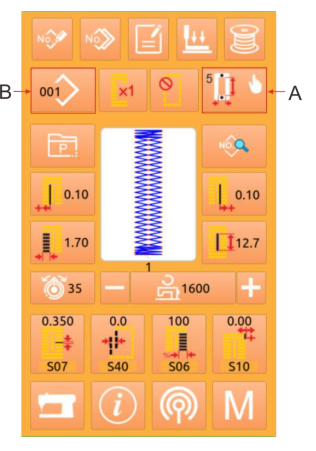 No No
B 001 x1 5 A
P No.
0.10 0.10
1.70 12.7
1
35 1600
0.350 0.0 100 0.00
S07 S40 S06 S10
i M